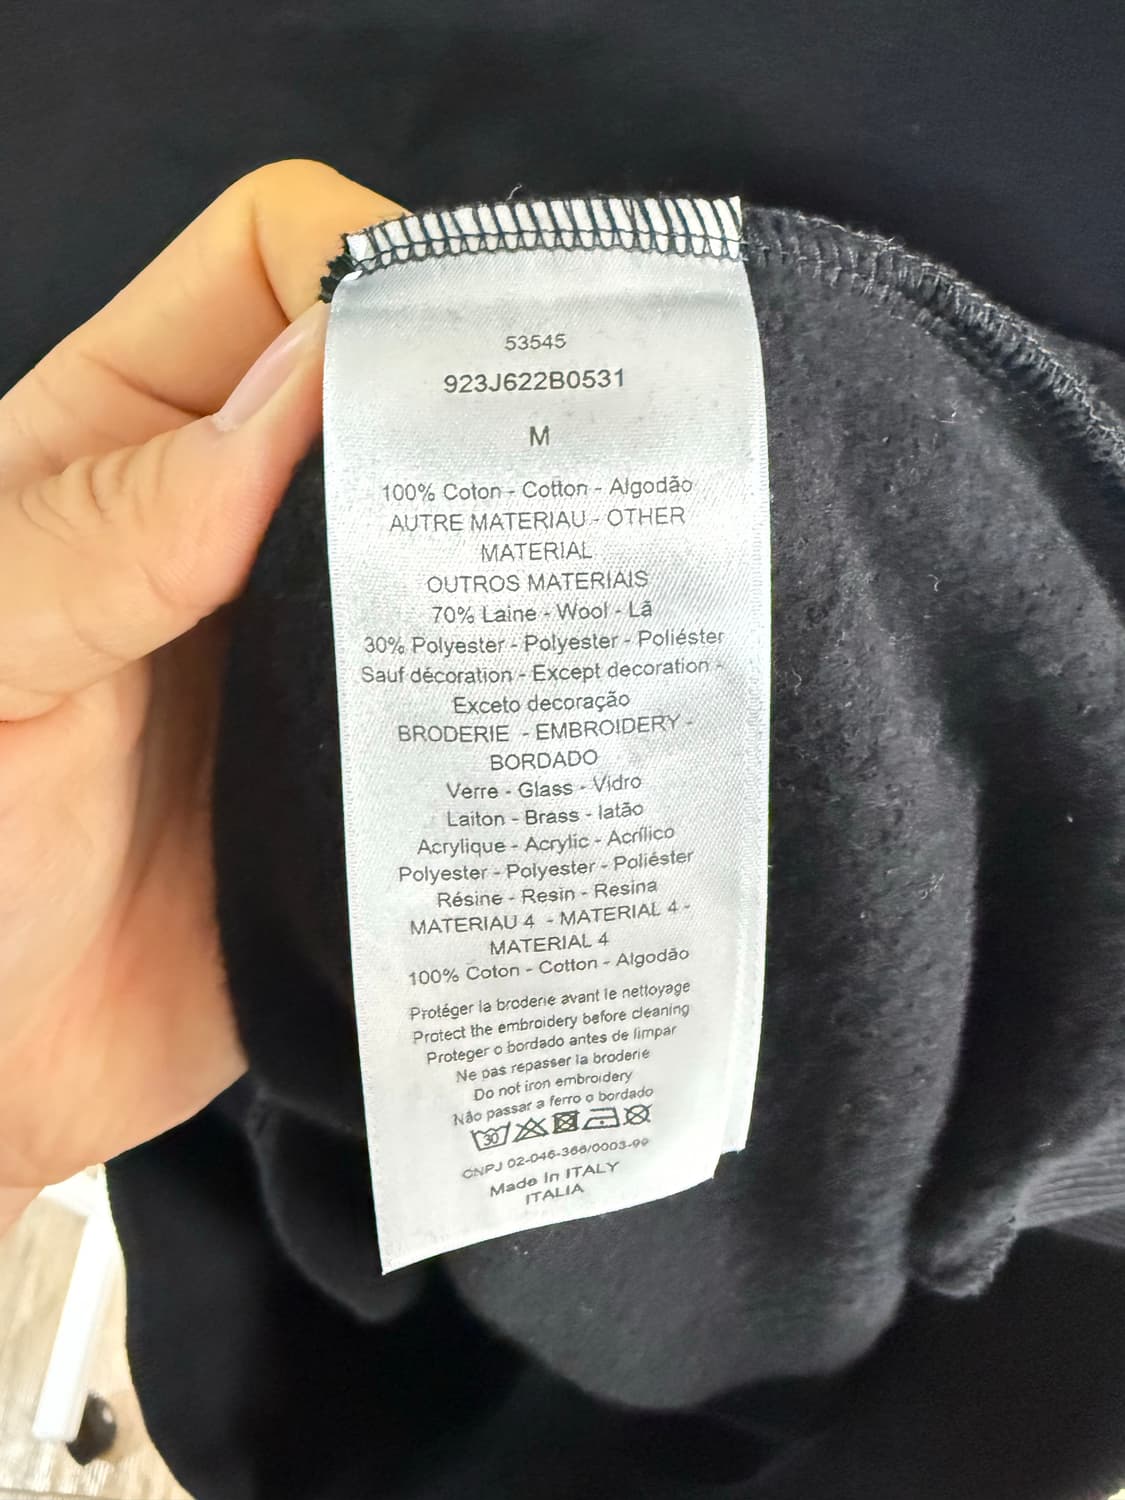 53545
923J622B0531
M
100% Coton - Cotton - Algodão
AUTRE MATERIAU - OTHER
MATERIAL
OUTROS MATERIAIS
70% Laine - Wool - Lã
30% Polyester - Polyester - Poliéster
Sauf décoration - Except decoration -
Exceto decoração
BRODERIE - EMBROIDERY -
BORDADO
Verre - Glass - Vidro
Laiton - Brass - latão
Acrylique - Acrylic - Acrílico
Polyester - Polyester - Poliéster
Résine - Resin - Resina
MATERIAU 4 - MATERIAL 4 -
MATERIAL 4
100% Coton - Cotton - Algodão
Protéger la broderie avant le nettoyage
Protect the embroidery before cleaning
Proteger o bordado antes de limpar
Ne pas repasser la broderie
Do not iron embroidery
Não passar a ferro o bordado
30
CNPJ 02-046-366/0003-99
Made In ITALY
ITALIA